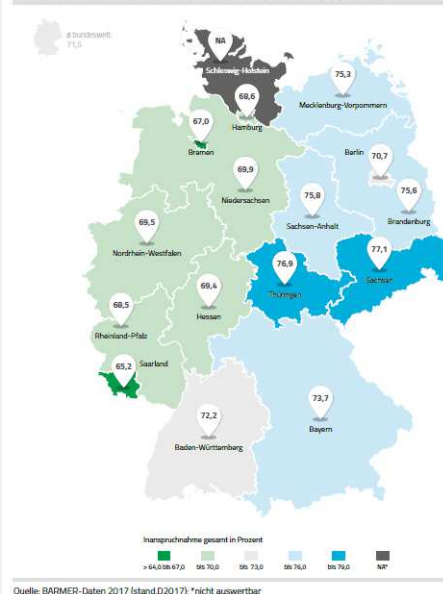 ø bundesweit:
71,5
NA
Schleswig-Holstein
75,3
Mecklenburg-Vorpommern
68,6
Hamburg
67,0
Bremen
Berlin
70,7
69,9
Niedersachsen
75,8
Sachsen-Anhalt
75,6
Brandenburg
69,5
Nordrhein-Westfalen
77,1
Sachsen
76,9
Thüringen
69,4
Hessen
68,5
Rheinland-Pfalz
65,2
Saarland
72,2
Baden-Württemberg
73,7
Bayern
Inanspruchnahme gesamt in Prozent
> 64,0 bis 67,0 bis 70,0 bis 73,0 bis 76,0 bis 79,0 NA*
Quelle: BARMER-Daten 2017 (stand.D2017); *nicht auswertbar